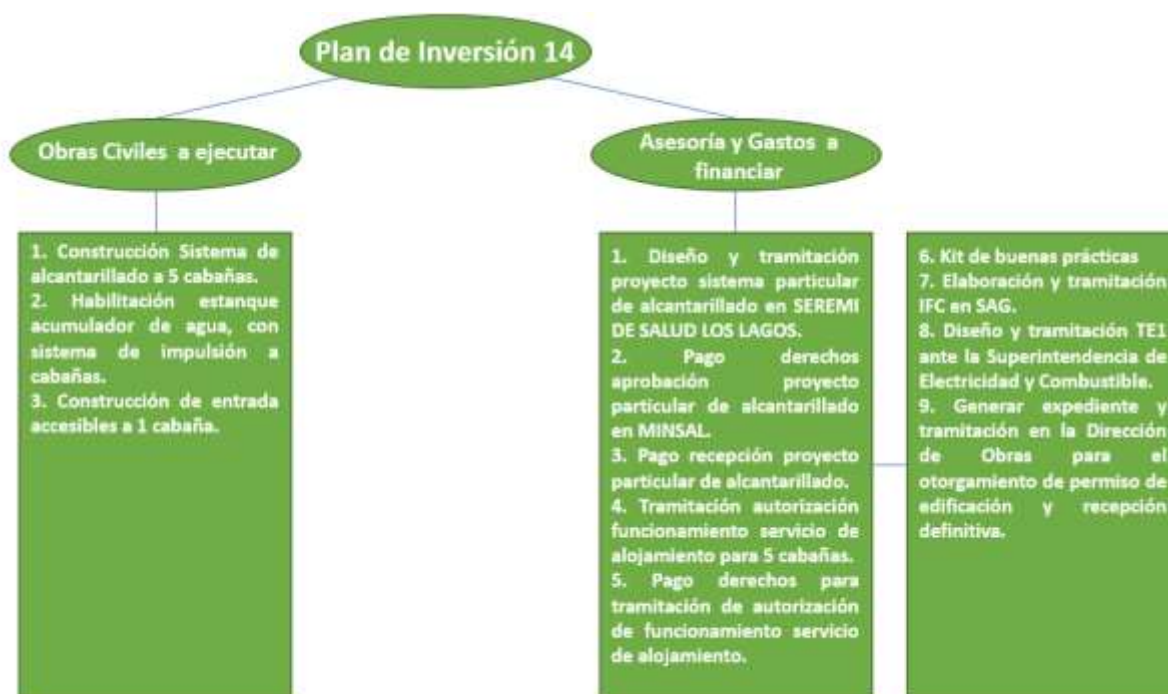 Plan de Inversión 14
Obras Civiles a ejecutar
1. Construcción Sistema de
alcantarillado a 5 cabañas.
2. Habilitación estanque
acumulador de agua, con
sistema de impulsión a
cabañas.
3. Construcción de entrada
accesibles a 1 cabaña.
Asesoría y Gastos a
financiar
1. Diseño y tramitación
proyecto sistema particular
de alcantarillado en SEREMI
DE SALUD LOS LAGOS.
2. Pago derechos
aprobación proyecto
particular de alcantarillado
en MINSAL.
3. Pago recepción proyecto
particular de alcantarillado.
4. Tramitación autorización
funcionamiento servicio de
alojamiento para 5 cabañas.
5. Pago derechos para
tramitación de autorización
de funcionamiento servicio
de alojamiento.
6. Kit de buenas prácticas
7. Elaboración y tramitación
IFC en SAG.
8. Diseño y tramitación TE1
ante la Superintendencia de
Electricidad y Combustible.
9. Generar expediente y
tramitación en la Dirección
de Obras para el
otorgamiento de permiso de
edificación y recepción
definitiva.